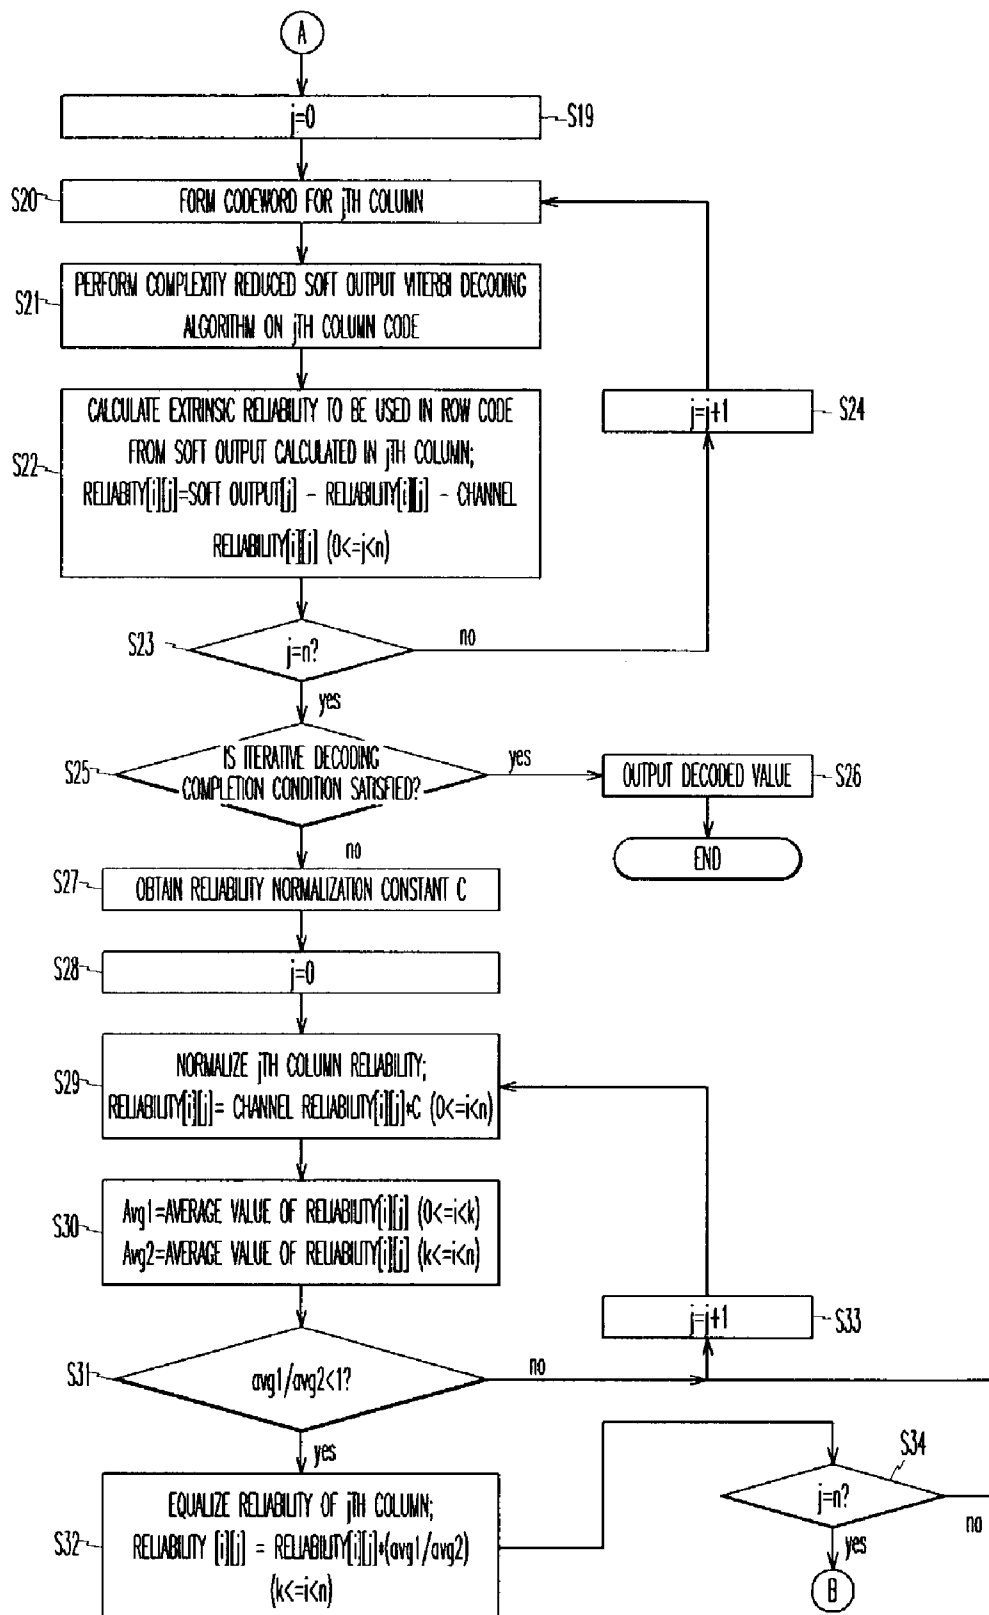 A
j=0
S19
S20
FORM CODEWORD FOR jTH COLUMN
S21
PERFORM COMPLEXITY REDUCED SOFT OUTPUT VITERBI DECODING
ALGORITHM ON jTH COLUMN CODE
S22
CALCULATE EXTRINSIC RELIABILITY TO BE USED IN ROW CODE
FROM SOFT OUTPUT CALCULATED IN jTH COLUMN;
RELIABITY[i][j]=SOFT OUTPUT[j] - RELIABILITY[i][j] - CHANNEL
RELIABILITY[i][j] (0<=j<n)
j=j+1
S24
S23
j=n?
no
yes
S25
IS ITERATIVE DECODING
COMPLETION CONDITION SATISFIED?
yes
OUTPUT DECODED VALUE
S26
END
no
S27
OBTAIN RELIABILITY NORMALIZATION CONSTANT C
S28
j=0
S29
NORMALIZE jTH COLUMN RELIABILITY;
RELIABILITY[i][j]= CHANNEL RELIABILITY[i][j]*C (0<=i<n)
S30
Avg1=AVERAGE VALUE OF RELIABILITY[i][j] (0<=i<k)
Avg2=AVERAGE VALUE OF RELIABILITY[i][j] (k<=i<n)
j=j+1
S33
S31
avg1/avg2<1?
no
yes
S32
EQUALIZE RELIABILITY OF jTH COLUMN;
RELIABILITY [i][j] = RELIABILITY[i][j]*(avg1/avg2)
(k<=i<n)
S34
j=n?
no
yes
B